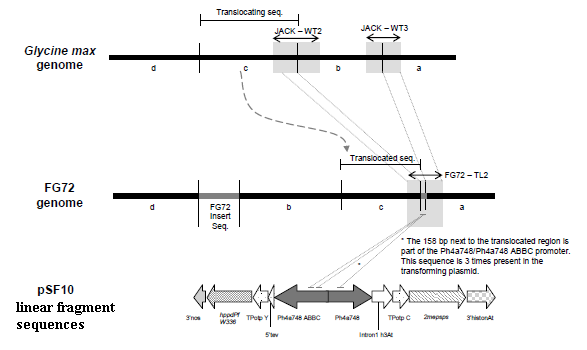 Translocating seq.
JACK – WT2
JACK – WT3
Glycine max
genome
d
c
b
a
Translocated seq.
FG72 – TL2
FG72
genome
d
FG72
Insert
Seq.
b
c
a
* The 158 bp next to the translocated region is
part of the Ph4a748/Ph4a748 ABBC promoter.
This sequence is 3 times present in the
transforming plasmid.
*
pSF10
linear fragment
sequences
3'nos
hppdPf
W336
TPotp Y
5'tev
Ph4a748 ABBC
Ph4a748
Intron1 h3At
TPotp C
2mepsps
3'histonAt